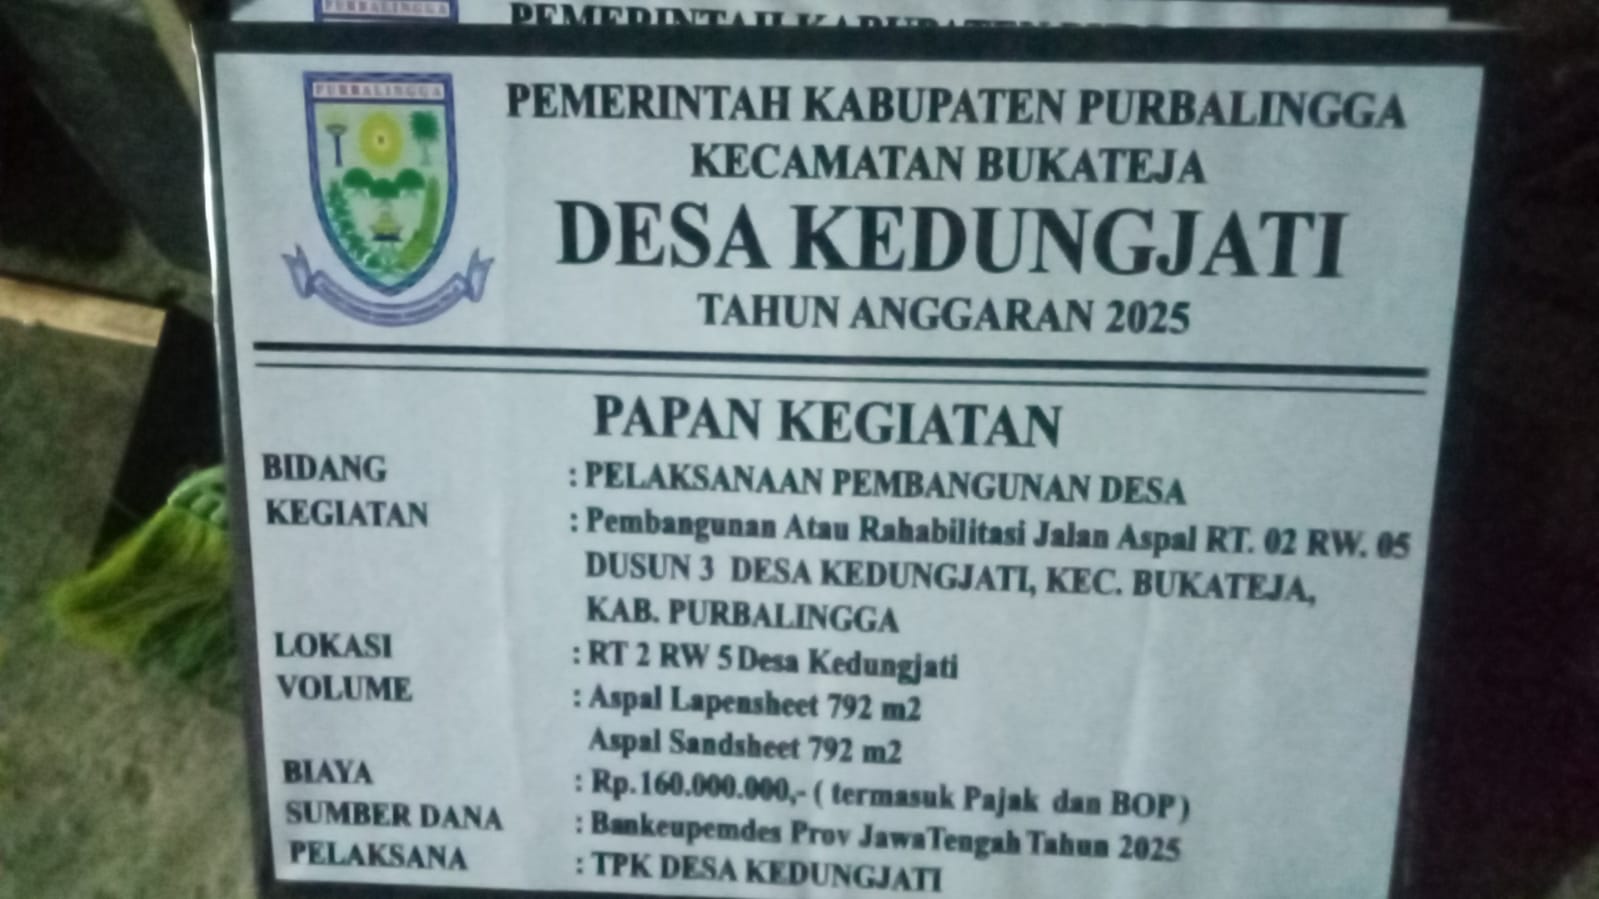 PURBALINGGA
PEMERINTAH KABUPATEN
PURBALINGGA
PEMERINTAH KABUPATEN PURBALINGGA
KECAMATAN BUKATEJA
DESA KEDUNGJATI
TAHUN ANGGARAN 2025
PAPAN KEGIATAN
BIDANG : PELAKSANAAN PEMBANGUNAN DESA
KEGIATAN : Pembangunan Atau Rahabilitasi Jalan Aspal RT. 02 RW. 05
DUSUN 3 DESA KEDUNGJATI, KEC. BUKATEJA,
KAB. PURBALINGGA
LOKASI : RT 2 RW 5 Desa Kedungjati
VOLUME : Aspal Lapensheet 792 m2
Aspal Sandsheet 792 m2
BIAYA : Rp.160.000.000,- ( termasuk Pajak dan BOP )
SUMBER DANA : Bankeupemdes Prov JawaTengah Tahun 2025
PELAKSANA : TPK DESA KEDUNGJATI